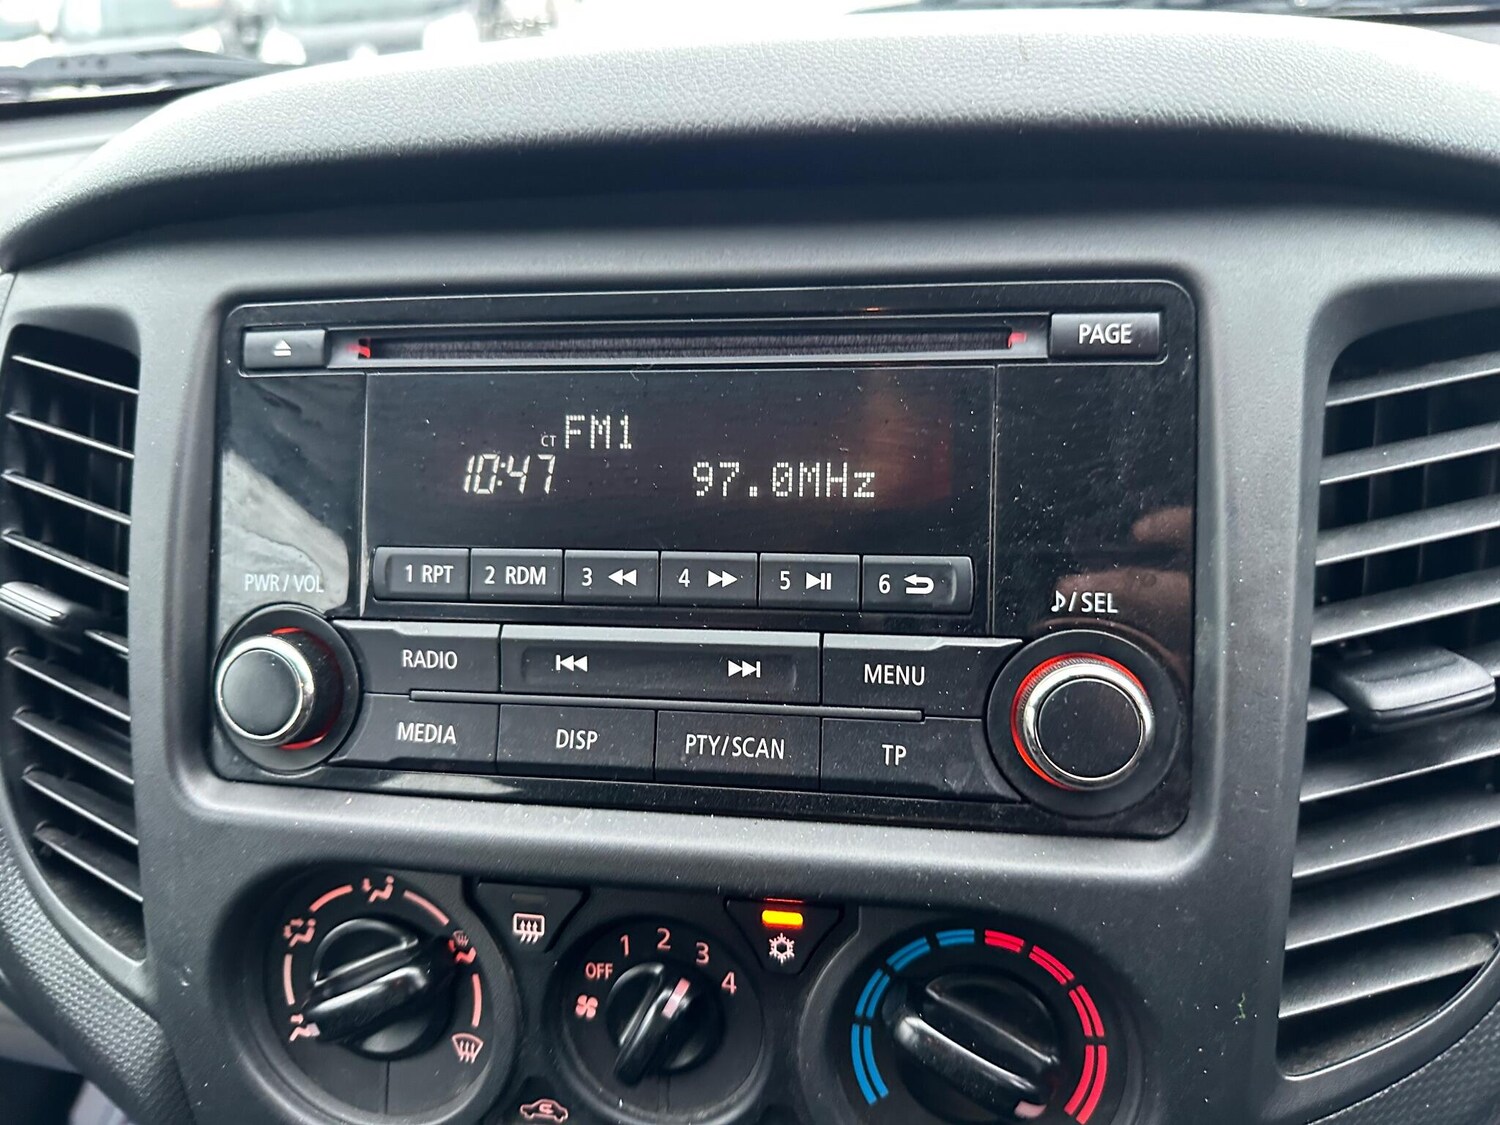 PAGE
CT FM1
10:47 97.0MHz
1 RPT 2 RDM 3 4 5 6
PWR/VOL
♪/SEL
RADIO MENU
MEDIA DISP PTY/SCAN TP
OFF 1 2 3 4